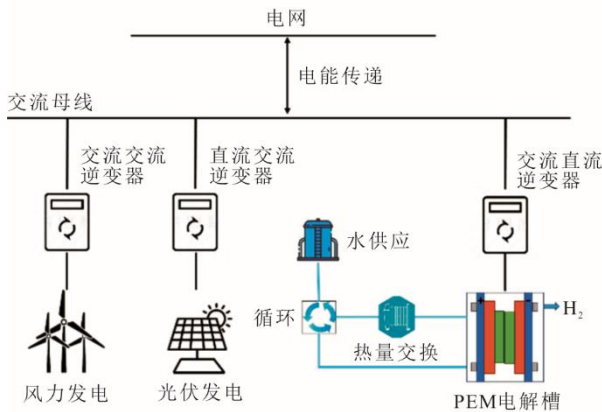 电网
电能传递
交流母线
交流交流
逆变器
直流交流
逆变器
交流直流
逆变器
水供应
循环
热量交换
+
-
H₂
风力发电
光伏发电
PEM电解槽